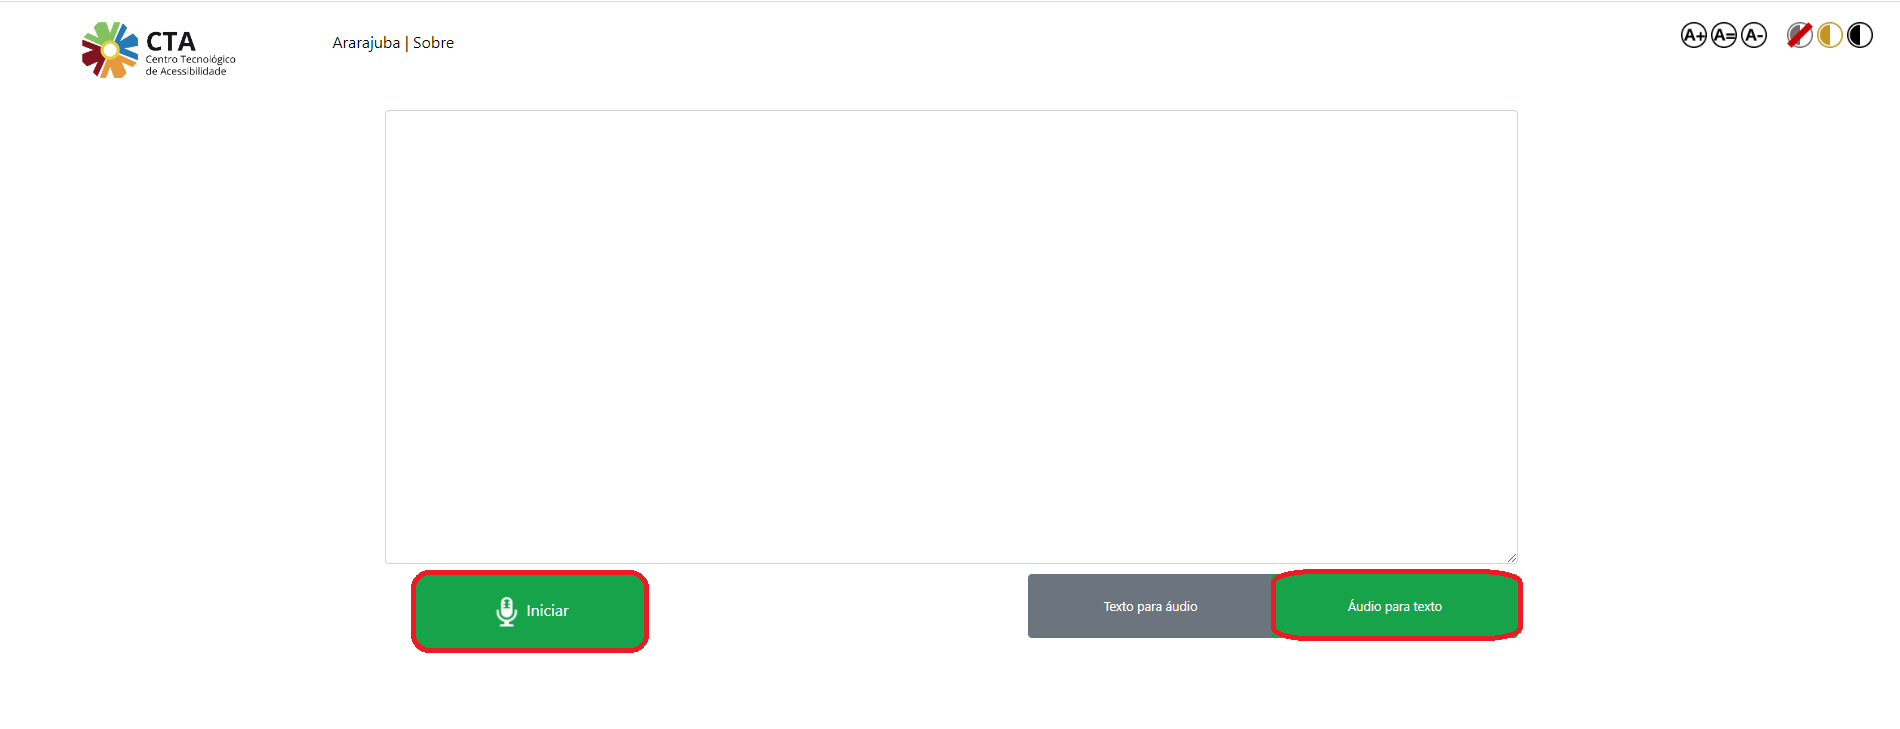 CTA
Centro Tecnológico
de Acessibilidade
Ararajuba | Sobre
A+ A= A-
Iniciar
Texto para áudio
Áudio para texto